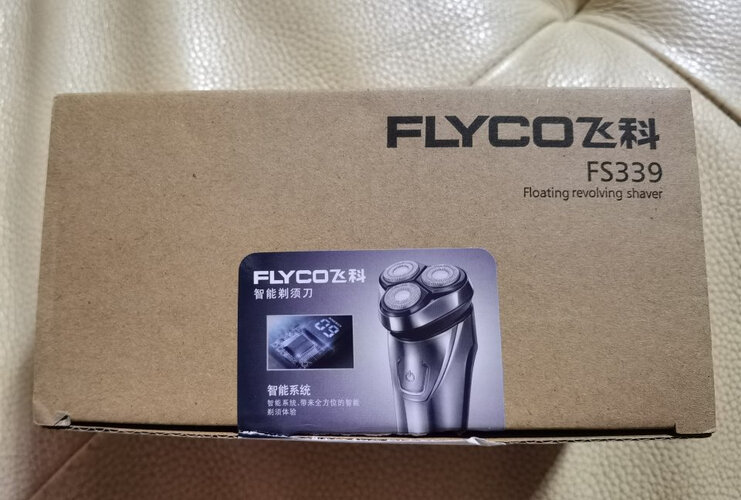 FLYCO飞科
FS339
Floating revolving shaver
FLYCO飞科
智能剃须刀
智能系统
智能系统、带来全方位的智能
剃须体验